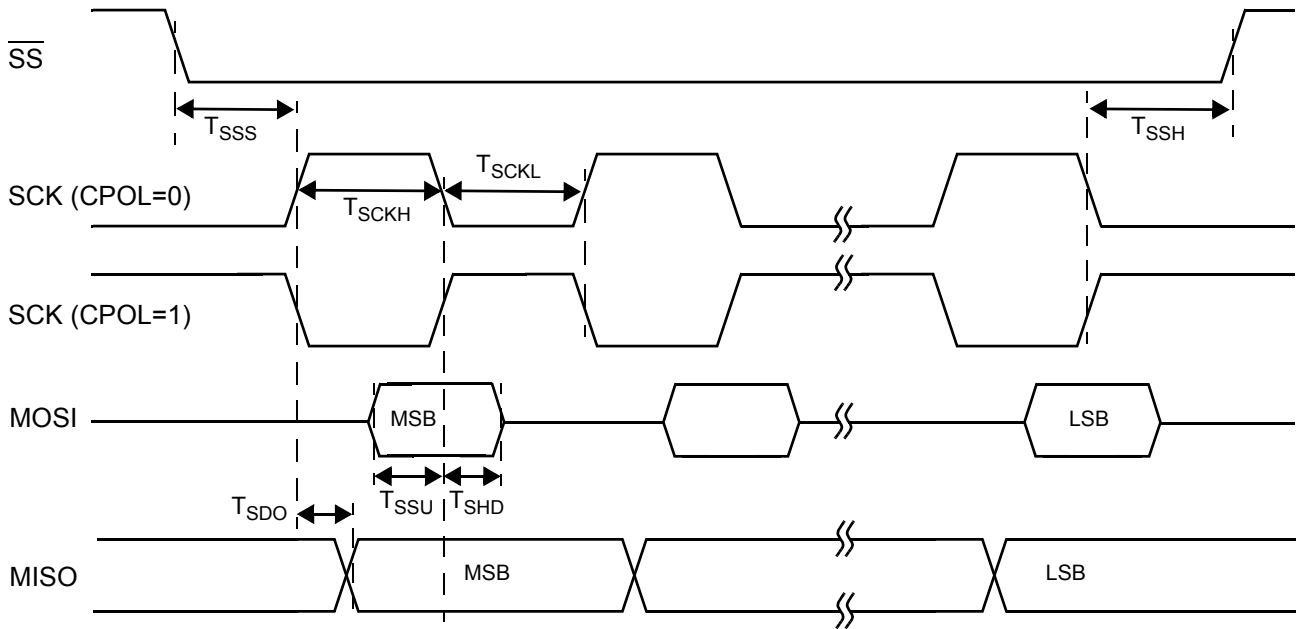 SS
T_SSS
T_SSH
SCK (CPOL=0)
T_SCKH
T_SCKL
SCK (CPOL=1)
MOSI
MSB
LSB
T_SSU
T_SHD
T_SDO
MISO
MSB
LSB